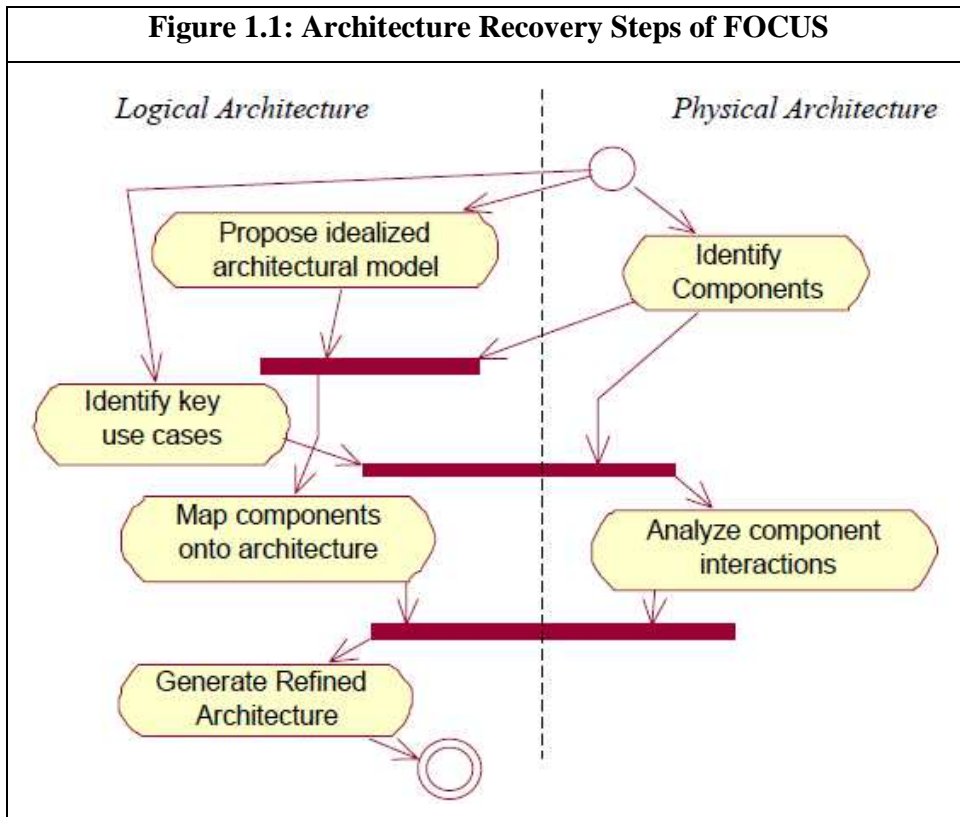 Figure 1.1: Architecture Recovery Steps of FOCUS
Logical Architecture
Physical Architecture
Propose idealized
architectural model
Identify
Components
Identify key
use cases
Map components
onto architecture
Analyze component
interactions
Generate Refined
Architecture